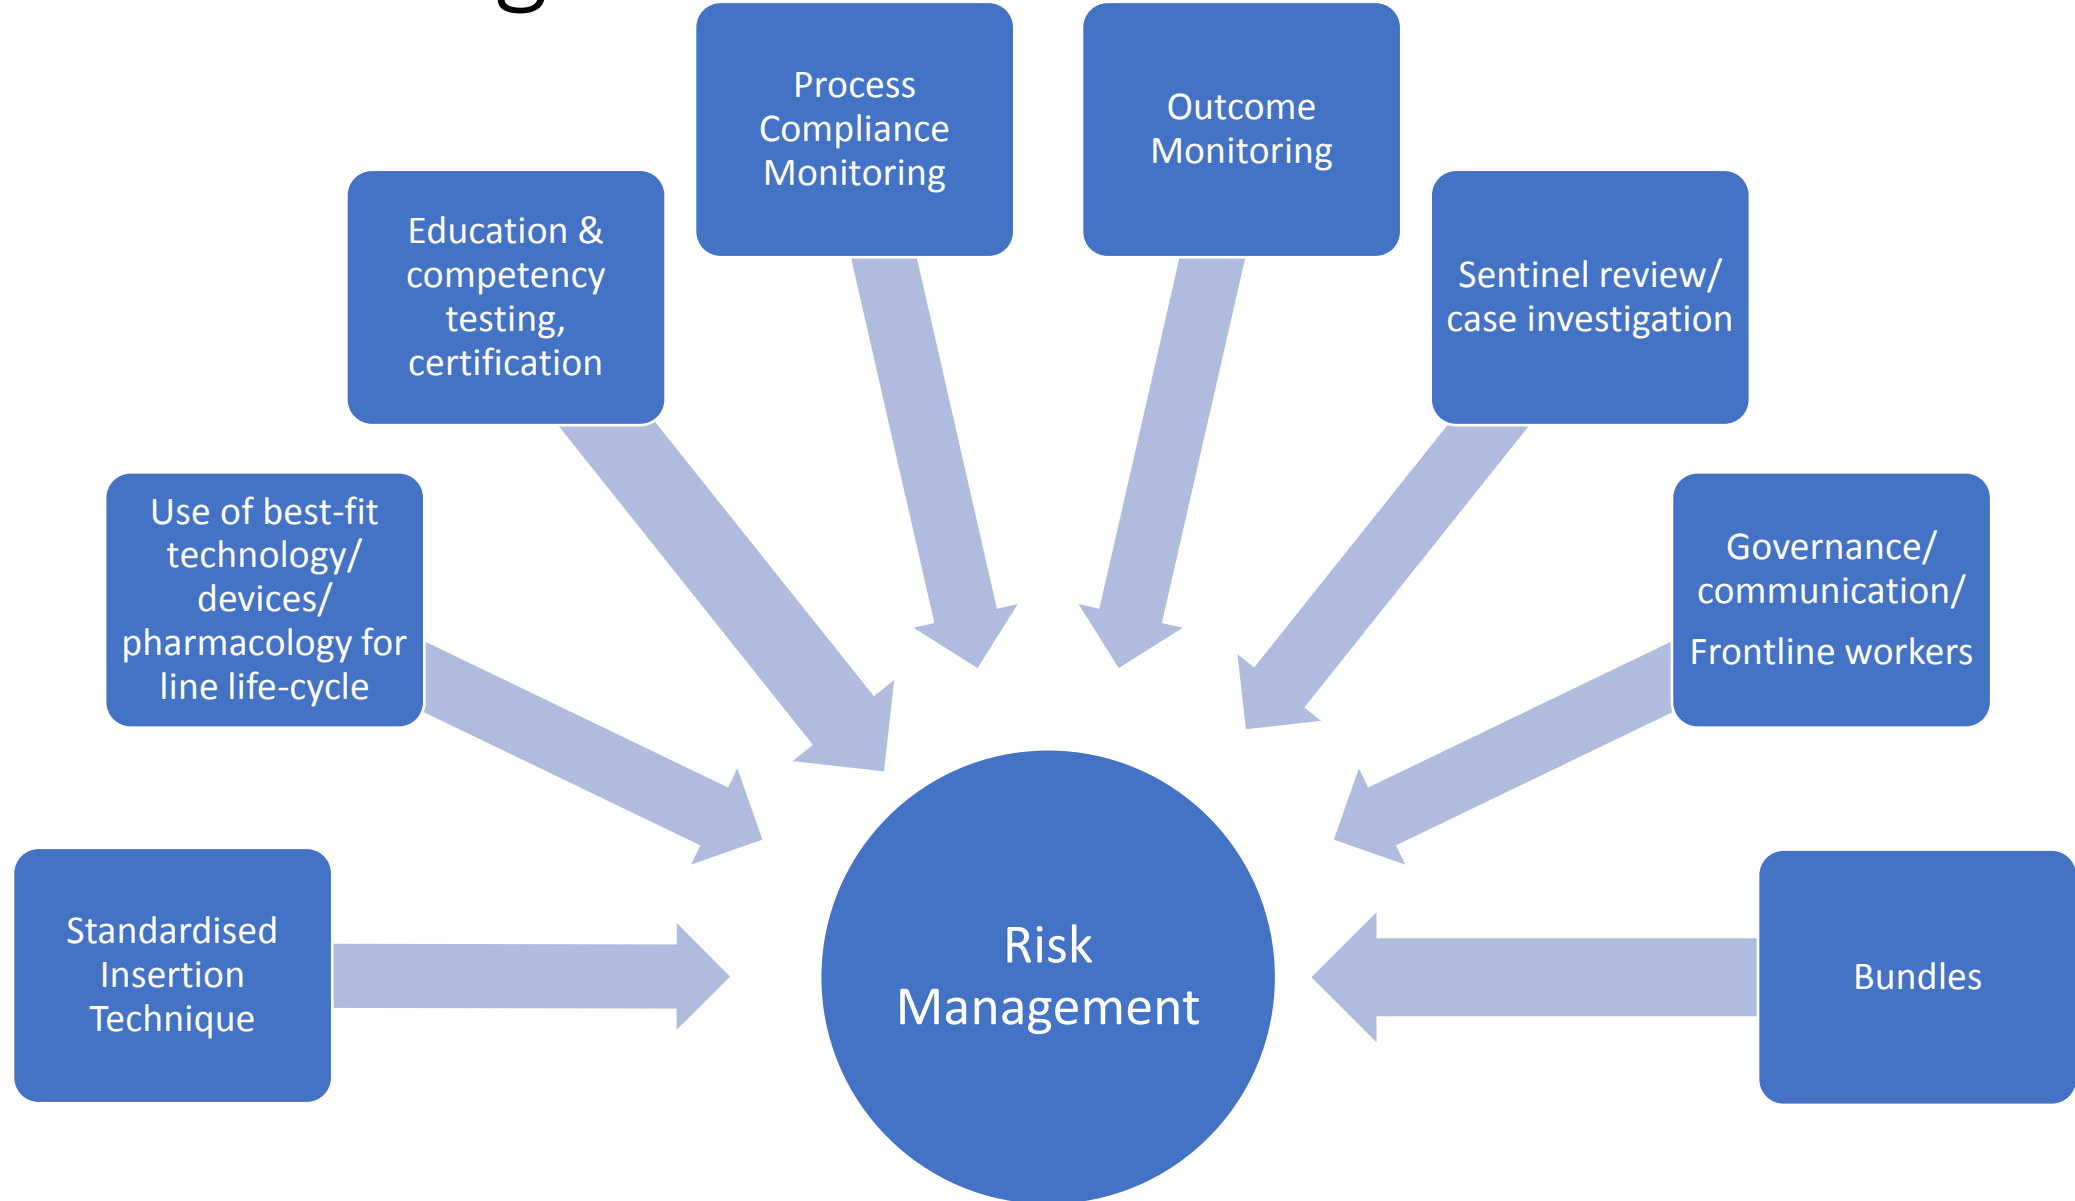 Process
Compliance
Monitoring
Outcome
Monitoring
Education &
competency
testing,
certification
Sentinel review/
case investigation
Use of best-fit
technology/
devices/
pharmacology for
line life-cycle
Governance/
communication/
Frontline workers
Standardised
Insertion
Technique
Risk
Management
Bundles